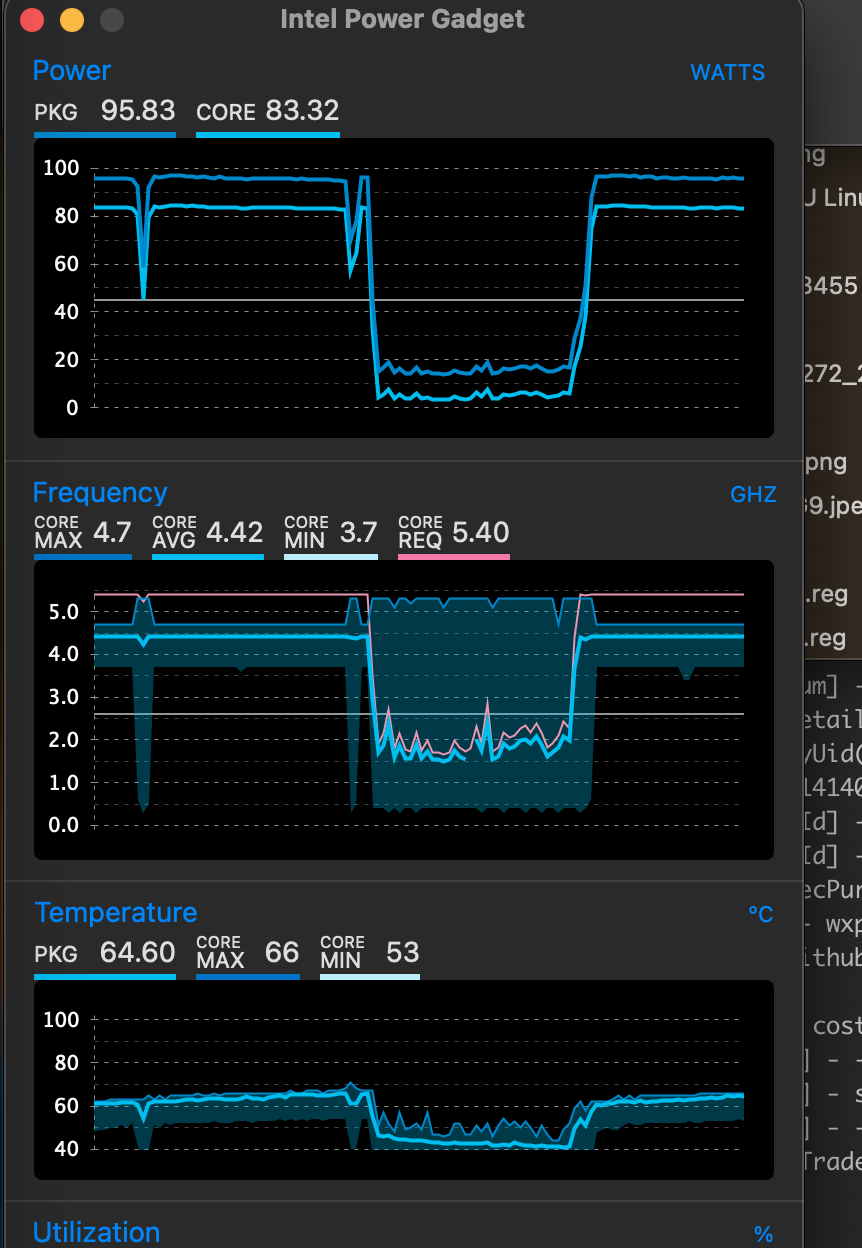 Intel Power Gadget
Power WATTS
PKG 95.83 CORE 83.32
100
80
60
40
20
0
Frequency GHZ
CORE MAX 4.7 CORE AVG 4.42 CORE MIN 3.7 CORE REQ 5.40
5.0
4.0
3.0
2.0
1.0
0.0
Temperature °C
PKG 64.60 CORE MAX 66 CORE MIN 53
100
80
60
40
Utilization %
ng
U Linu
3455
272_2
png
.jpe
.reg
.reg
um] -
etail
yUid(
14140
Id] -
Id] -
ecPur
- wxp
ithub
cost
] - -
] - s
] - -
Trade